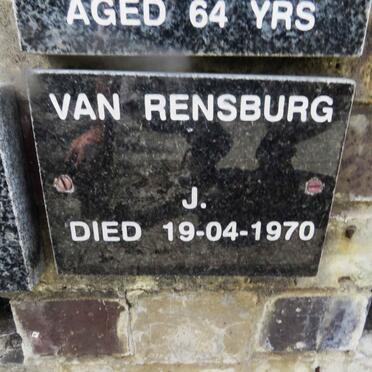 AGED 64 YRS
VAN RENSBURG
J.
DIED 19-04-1970